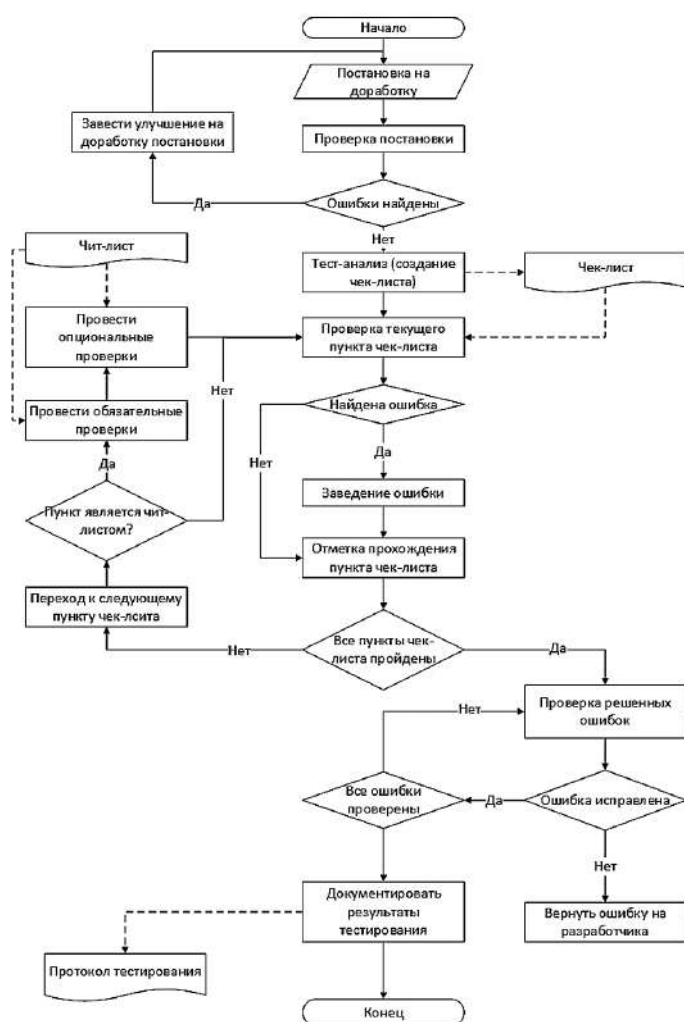 Начало
Постановка на
доработку
Завести улучшение на
доработку постановки
Проверка постановки
Да
Ошибки найдены
Нет
Чит-лист
Тест-анализ (создание
чек-листа)
Чек-лист
Провести
опциональные
проверки
Проверка текущего
пункта чек-листа
Нет
Найдена ошибка
Провести обязательные
проверки
Да
Нет
Да
Пункт является чит-
листом?
Заведение ошибки
Отметка прохождения
пункта чек-листа
Переход к следующему
пункту чек-лсита
Нет
Все пункты чек-
листа пройдены
Да
Нет
Проверка решенных
ошибок
Все ошибки
проверены
Да
Ошибка исправлена
Нет
Документировать
результаты
тестирования
Вернуть ошибку на
разработчика
Протокол тестирования
Конец